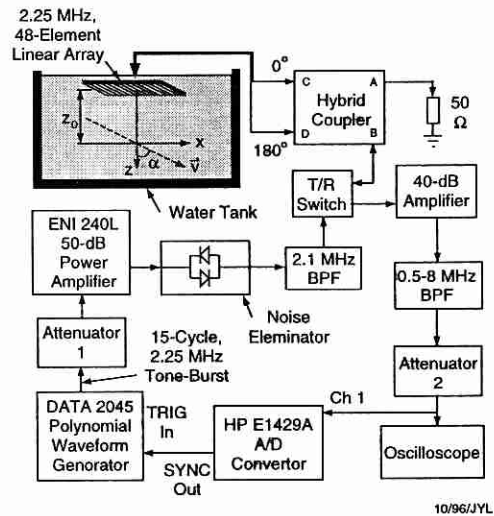 2.25 MHz,
48-Element
Linear Array
0°
180°
C
A
D
B
Hybrid
Coupler
50
Ω
z₀
x
z
α
v⃗
Water Tank
T/R
Switch
40-dB
Amplifier
ENI 240L
50-dB
Power
Amplifier
Noise
Eleminator
2.1 MHz
BPF
0.5-8 MHz
BPF
Attenuator
1
15-Cycle,
2.25 MHz
Tone-Burst
Attenuator
2
DATA 2045
Polynomial
Waveform
Genorator
TRIG
In
SYNC
Out
HP E1429A
A/D
Convertor
Ch 1
Oscilloscope
10/96/JYL